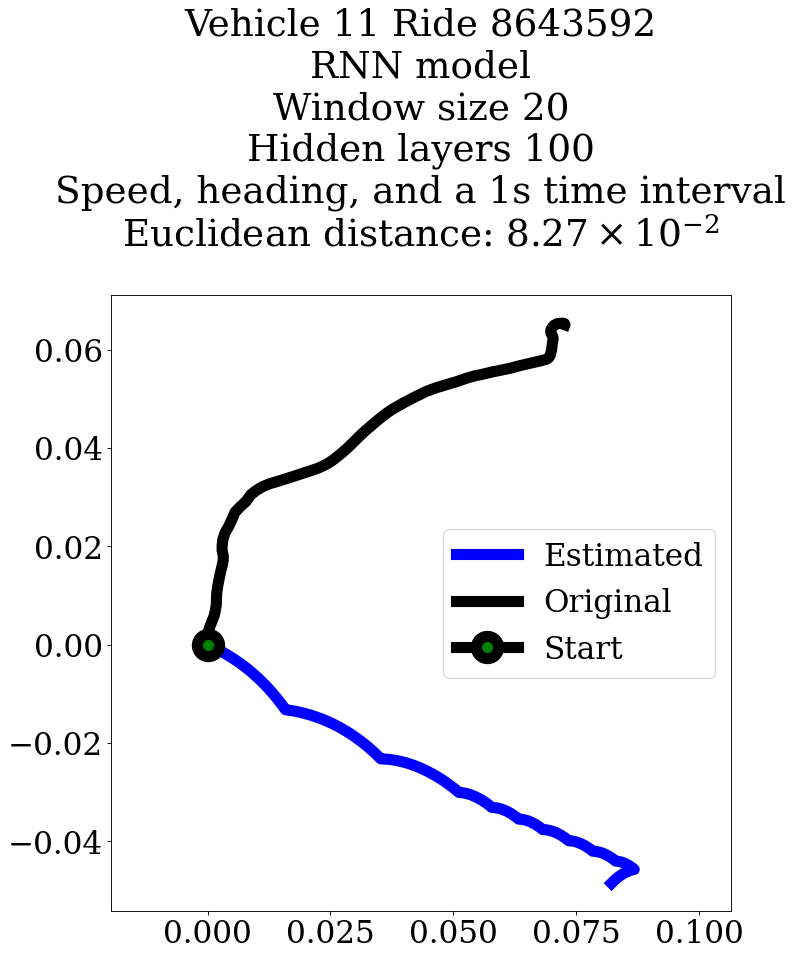 Vehicle 11 Ride 8643592
RNN model
Window size 20
Hidden layers 100
Speed, heading, and a 1s time interval
Euclidean distance: 8.27 × 10⁻²
0.06
0.04
0.02
0.00
−0.02
−0.04
Estimated
Original
Start
0.000 0.025 0.050 0.075 0.100